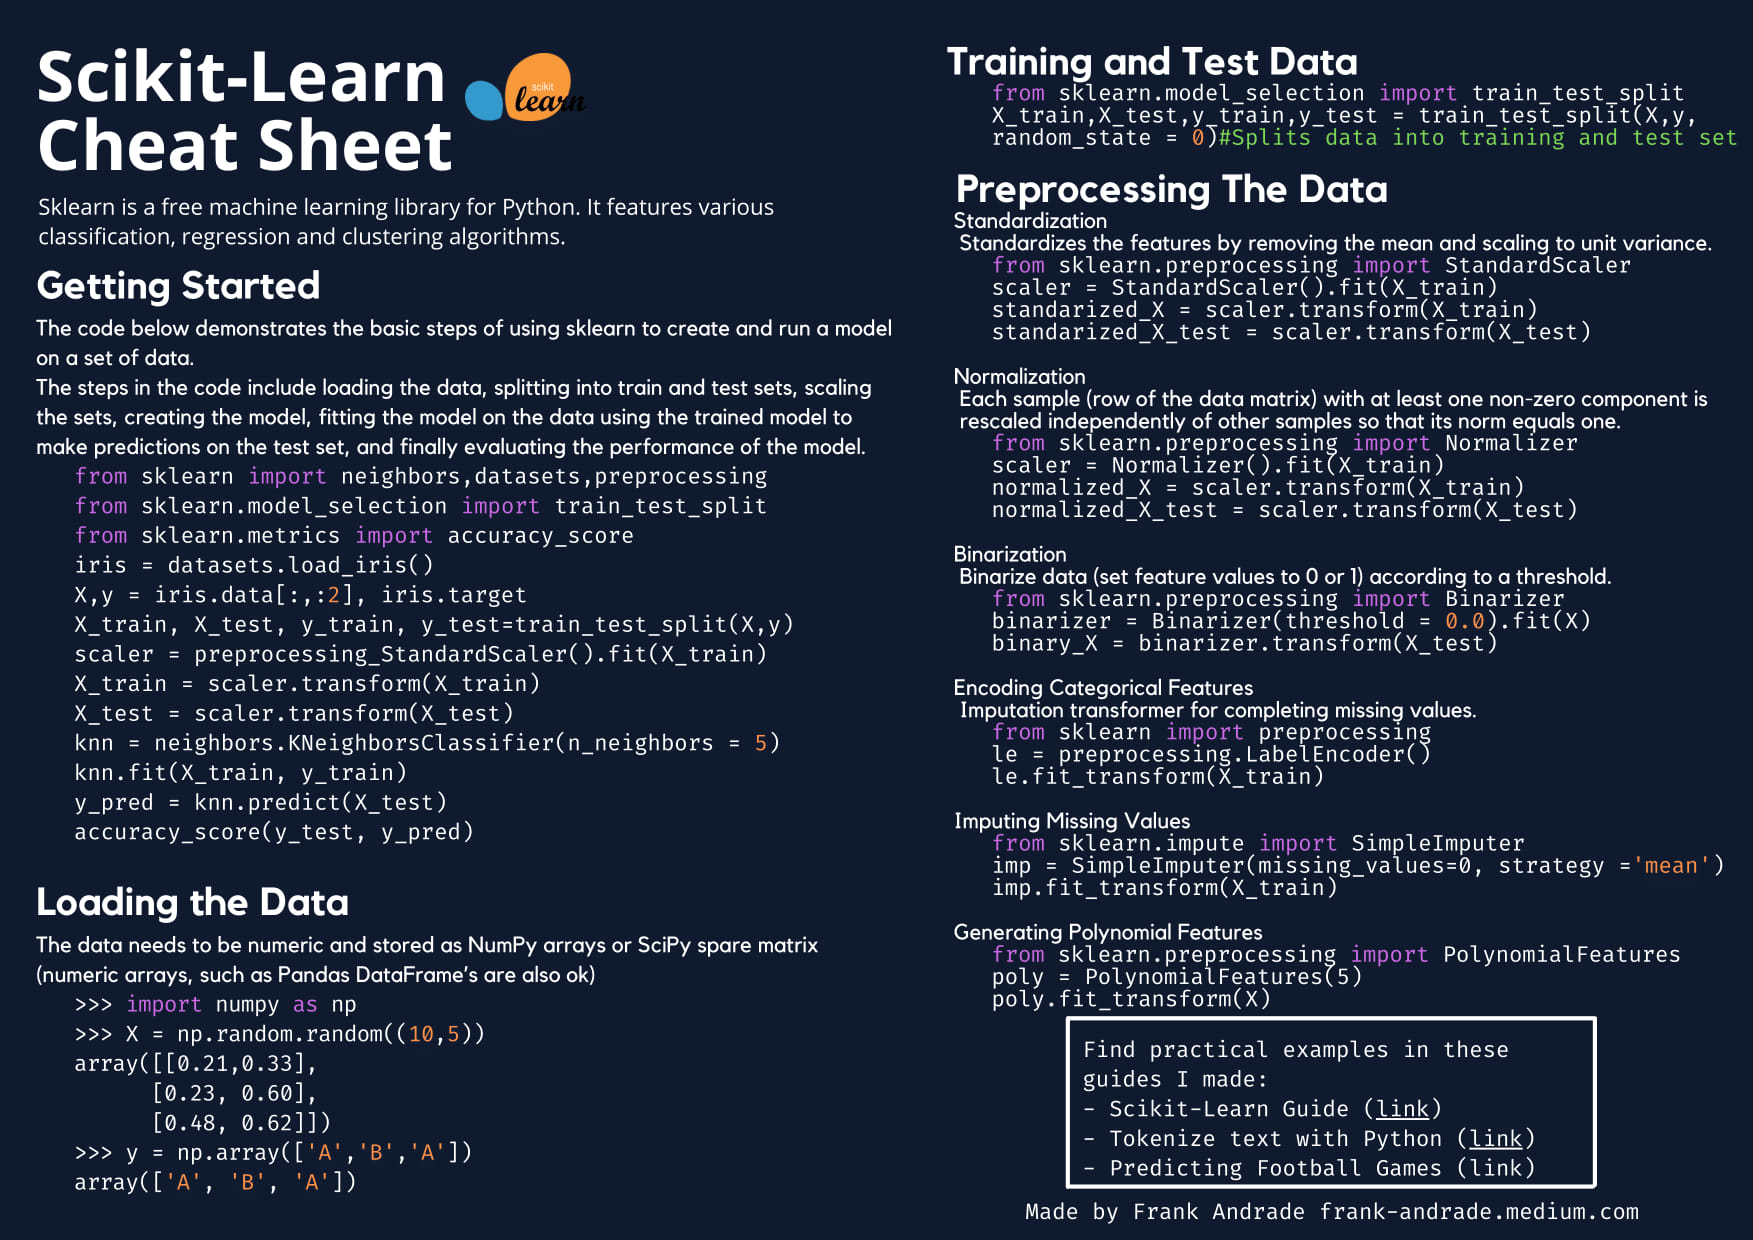 Scikit-Learn
Cheat Sheet
scikit
learn
Sklearn is a free machine learning library for Python. It features various
classification, regression and clustering algorithms.
Getting Started
The code below demonstrates the basic steps of using sklearn to create and run a model
on a set of data.
The steps in the code include loading the data, splitting into train and test sets, scaling
the sets, creating the model, fitting the model on the data using the trained model to
make predictions on the test set, and finally evaluating the performance of the model.
from sklearn import neighbors,datasets,preprocessing
from sklearn.model_selection import train_test_split
from sklearn.metrics import accuracy_score
iris = datasets.load_iris()
X,y = iris.data[:,:2], iris.target
X_train, X_test, y_train, y_test=train_test_split(X,y)
scaler = preprocessing_StandardScaler().fit(X_train)
X_train = scaler.transform(X_train)
X_test = scaler.transform(X_test)
knn = neighbors.KNeighborsClassifier(n_neighbors = 5)
knn.fit(X_train, y_train)
y_pred = knn.predict(X_test)
accuracy_score(y_test, y_pred)
Loading the Data
The data needs to be numeric and stored as NumPy arrays or SciPy spare matrix
(numeric arrays, such as Pandas DataFrame's are also ok)
>>> import numpy as np
>>> X = np.random.random((10,5))
array([[0.21,0.33],
[0.23, 0.60],
[0.48, 0.62]])
>>> y = np.array(['A','B','A'])
array(['A', 'B', 'A'])
Training and Test Data
from sklearn.model_selection import train_test_split
X_train,X_test,y_train,y_test = train_test_split(X,y,
random_state = 0)#Splits data into training and test set
Preprocessing The Data
Standardization
Standardizes the features by removing the mean and scaling to unit variance.
from sklearn.preprocessing import StandardScaler
scaler = StandardScaler().fit(X_train)
standarized_X = scaler.transform(X_train)
standarized_X_test = scaler.transform(X_test)
Normalization
Each sample (row of the data matrix) with at least one non-zero component is
rescaled independently of other samples so that its norm equals one.
from sklearn.preprocessing import Normalizer
scaler = Normalizer().fit(X_train)
normalized_X = scaler.transform(X_train)
normalized_X_test = scaler.transform(X_test)
Binarization
Binarize data (set feature values to 0 or 1) according to a threshold.
from sklearn.preprocessing import Binarizer
binarizer = Binarizer(threshold = 0.0).fit(X)
binary_X = binarizer.transform(X_test)
Encoding Categorical Features
Imputation transformer for completing missing values.
from sklearn import preprocessing
le = preprocessing.LabelEncoder()
le.fit_transform(X_train)
Imputing Missing Values
from sklearn.impute import SimpleImputer
imp = SimpleImputer(missing_values=0, strategy ='mean')
imp.fit_transform(X_train)
Generating Polynomial Features
from sklearn.preprocessing import PolynomialFeatures
poly = PolynomialFeatures(5)
poly.fit_transform(X)
Find practical examples in these
guides I made:
- Scikit-Learn Guide (link)
- Tokenize text with Python (link)
- Predicting Football Games (link)
Made by Frank Andrade frank-andrade.medium.com